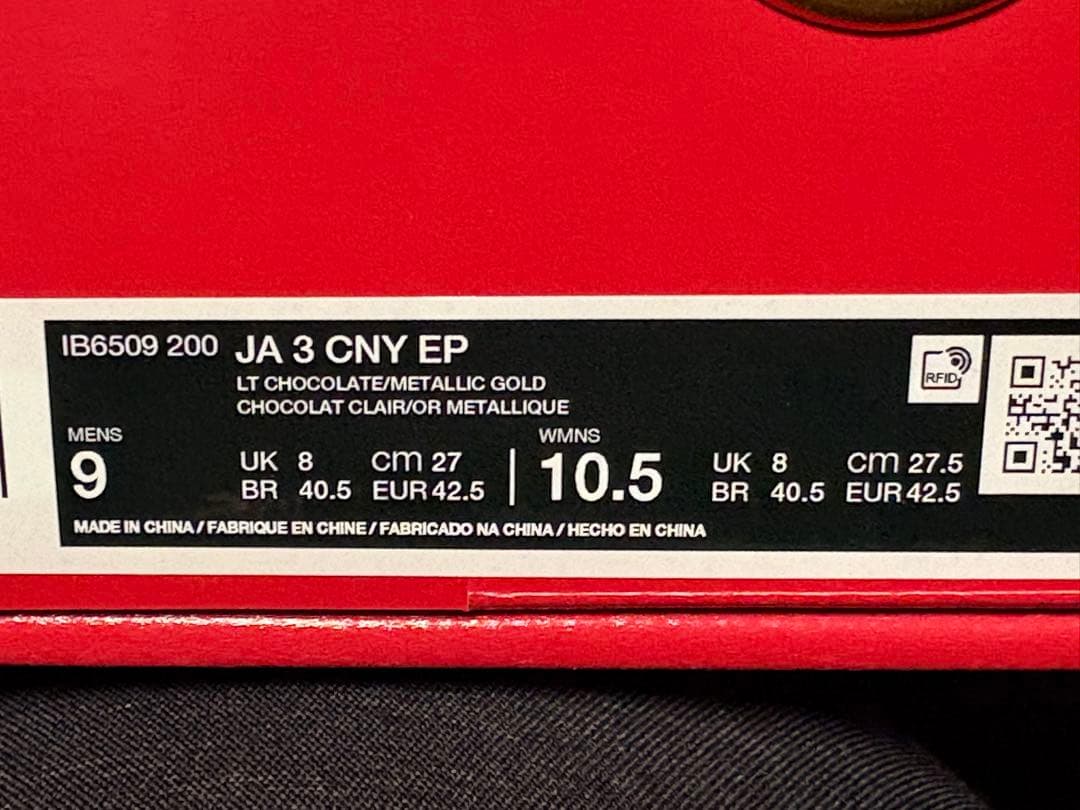 IB6509 200 JA 3 CNY EP
LT CHOCOLATE/METALLIC GOLD
CHOCOLAT CLAIR/OR METALLIQUE
RFID
MENS
9
UK 8 CM 27
BR 40.5 EUR 42.5
WMNS
10.5
UK 8 CM 27.5
BR 40.5 EUR 42.5
MADE IN CHINA / FABRIQUE EN CHINE / FABRICADO NA CHINA / HECHO EN CHINA